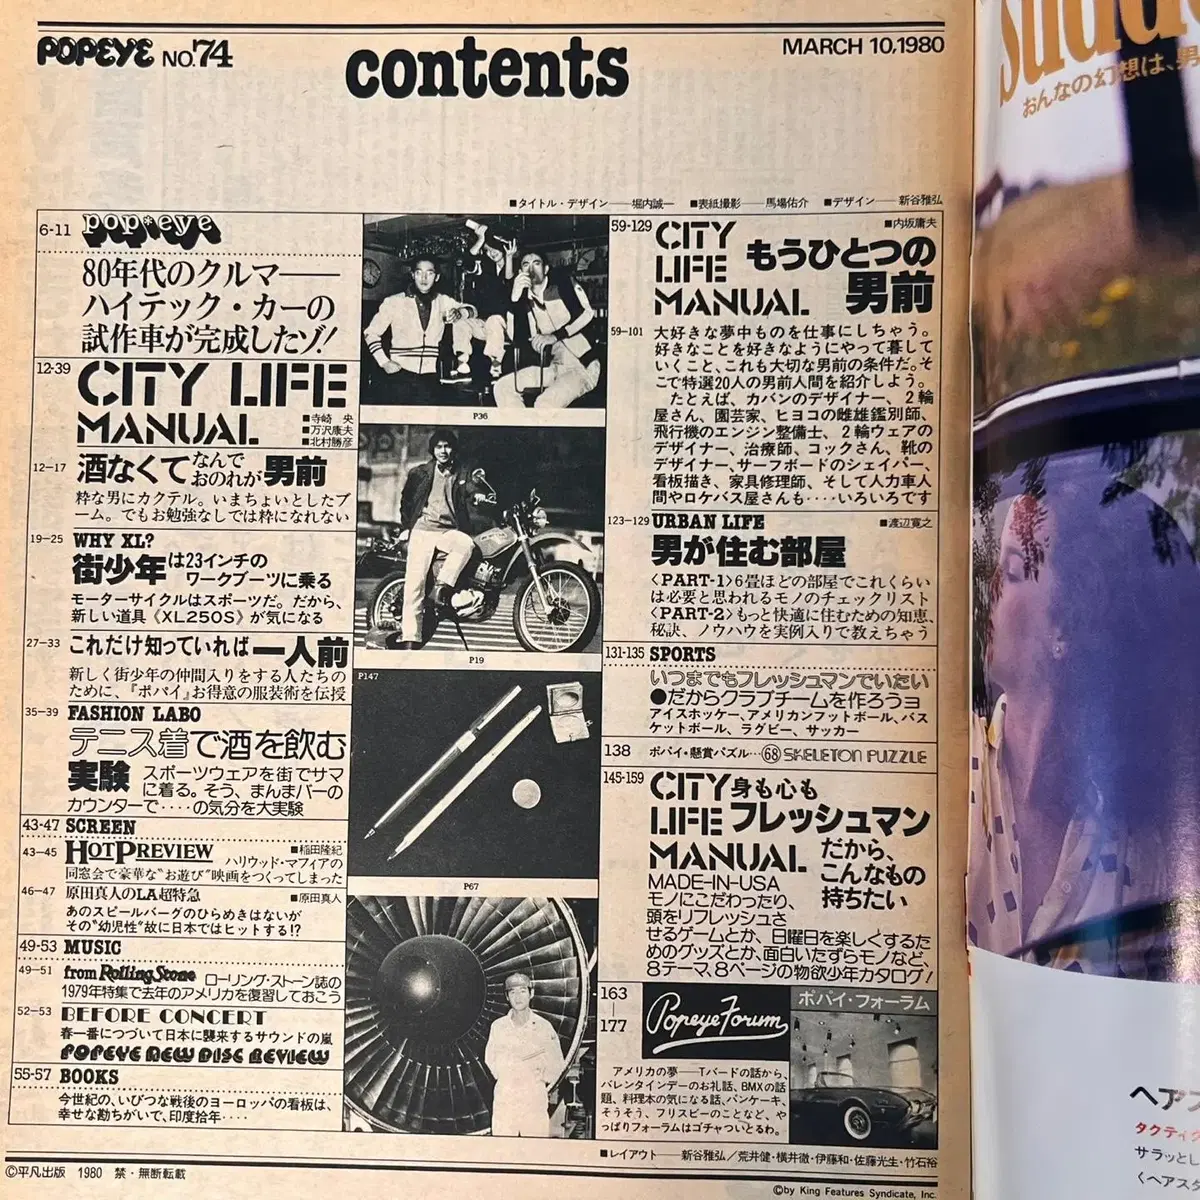 POPEYE NO.74
contents
MARCH 10,1980
■タイトル・デザイン——堀内誠一 ■表紙撮影——馬場佑介 ■デザイン——新谷雅弘
6-11 pop*eye
80年代のクルマ——
ハイテック・カーの
試作車が完成したゾ!
12-39 CITY LIFE
MANUAL
■寺崎 央
■万沢康夫
■北村勝彦
12-17 酒なくてなんでおのれが男前
粋な男にカクテル。いまちょいとしたブ
ーム。でもお勉強なしでは粋になれない
19-25 WHY XL?
街少年は23インチの
ワークブーツに乗る
モーターサイクルはスポーツだ。だから、
新しい道具《XL250S》が気になる
27-33 これだけ知っていれば一人前
新しく街少年の仲間入りをする人たちの
ために、『ポパイ』お得意の服装術を伝授
35-39 FASHION LABO
テニス着で酒を飲む
実験 スポーツウェアを街でサマ
に着る。そう、まんまバーの
カウンターで‥‥の気分を大実験
43-47 SCREEN
43-45 HOT PREVIEW ■稲田隆紀
ハリウッド・マフィアの
同窓会で豪華な“お遊び”映画をつくってしまった
46-47 原田真人のLA超特急 ■原田真人
あのスピールバーグのひらめきはないが
その“幼児性”故に日本ではヒットする!?
49-53 MUSIC
49-51 from Rolling Stone ローリング・ストーン誌の
1979年特集で去年のアメリカを復習しておこう
52-53 BEFORE CONCERT
春一番につづいて日本に襲来するサウンドの嵐
POPEYE NEW DISC REVIEW
55-57 BOOKS
今世紀の、いびつな戦後のヨーロッパの看板は、
幸せな勘ちがいで、印度拾年‥‥
P36
P19
P147
P67
59-129 CITY
LIFE
MANUAL
■内坂庸夫
もうひとつの
男前
59-101 大好きな夢中ものを仕事にしちゃう。
好きなことを好きなようにやって暮して
いくこと、これも大切な男前の条件だ。そ
こで特選20人の男前人間を紹介しよう。
たとえば、カバンのデザイナー、2輪
屋さん、園芸家、ヒヨコの雌雄鑑別師、
飛行機のエンジン整備士、2輪ウェアの
デザイナー、治療師、コックさん、靴の
デザイナー、サーフボードのシェイパー、
看板描き、家具修理師、そして人力車人
間やロケバス屋さんも‥‥いろいろです
123-129 URBAN LIFE ■渡辺寛之
男が住む部屋
〈PART-1〉6畳ほどの部屋でこれくらい
は必要と思われるモノのチェックリスト
〈PART-2〉もっと快適に住むための知恵、
秘訣、ノウハウを実例入りで教えちゃう
131-135 SPORTS
いつまでもフレッシュマンでいたい
●だからクラブチームを作ろうヨ
アイスホッケー、アメリカンフットボール、バス
ケットボール、ラグビー、サッカー
138 ポパイ・懸賞パズル…68 SKELETON PUZZLE
145-159 CITY
LIFE
MANUAL
身も心も
フレッシュマン
だから、
こんなもの
持ちたい
MADE-IN-USA
モノにこだわったり、
頭をリフレッシュさ
せるゲームとか、日曜日を楽しくするた
めのグッズとか、面白いたずらモノなど、
8テーマ、8ページの物欲少年カタログ!
163
|
177
Popeye Forum
ポパイ・フォーラム
アメリカの夢——Tバードの話から、
バレンタインデーのお礼話、BMXの話
題、料理本の気になる話、パンケーキ、
そうそう、フリスビーのことなど、や
っぱりフォーラムはゴチャついとるわ。
■レイアウト——新谷雅弘/荒井健・横井徹・伊藤和・佐藤光生・竹石裕
©平凡出版 1980 禁・無断転載
©by King Features Syndicate, Inc.
おんなの幻想は、男
ヘアス
タクティク
サラッとし
〈ヘアスタ